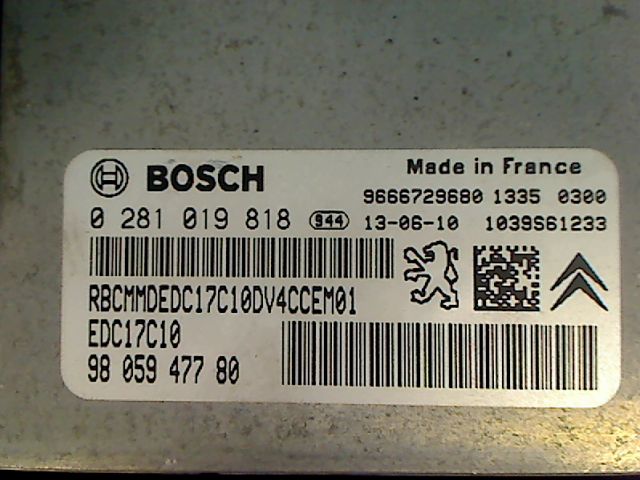 BOSCH
Made in France
9666729680 1335 0300
0 281 019 818 944 13-06-10 1039S61233
RBCMMDEDC17C10DV4CCEM01
EDC17C10
98 059 477 80